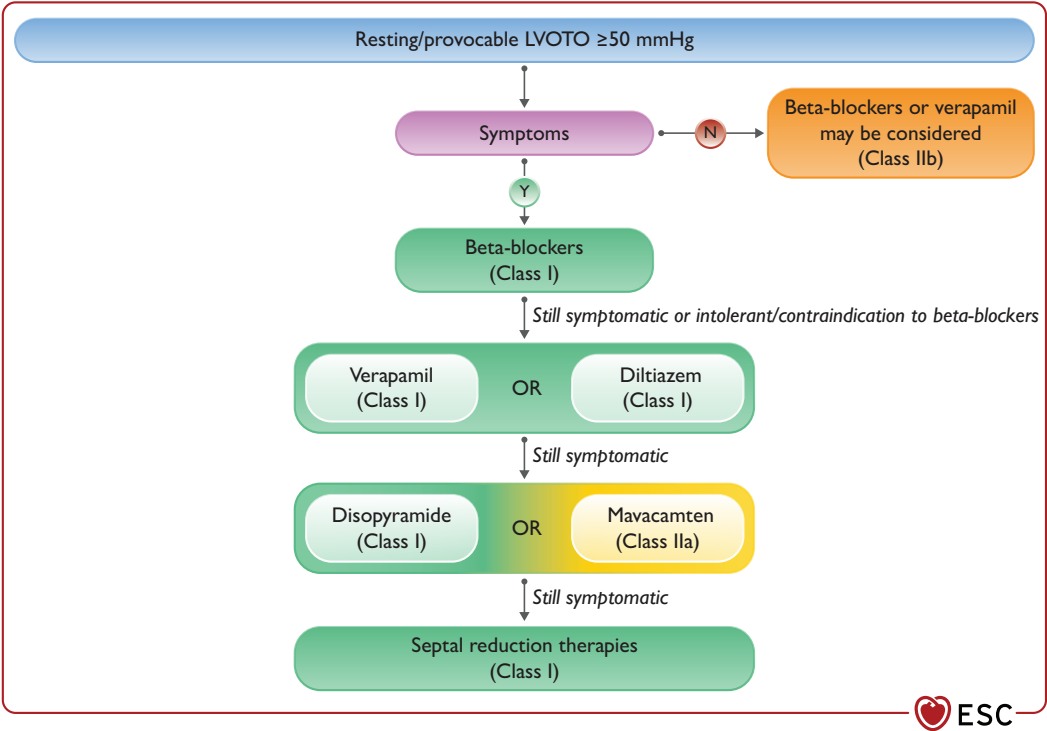 Resting/provocable LVOTO ≥50 mmHg
Symptoms
N
Beta-blockers or verapamil
may be considered
(Class IIb)
Y
Beta-blockers
(Class I)
Still symptomatic or intolerant/contraindication to beta-blockers
Verapamil
(Class I)
OR
Diltiazem
(Class I)
Still symptomatic
Disopyramide
(Class I)
OR
Mavacamten
(Class IIa)
Still symptomatic
Septal reduction therapies
(Class I)
ESC